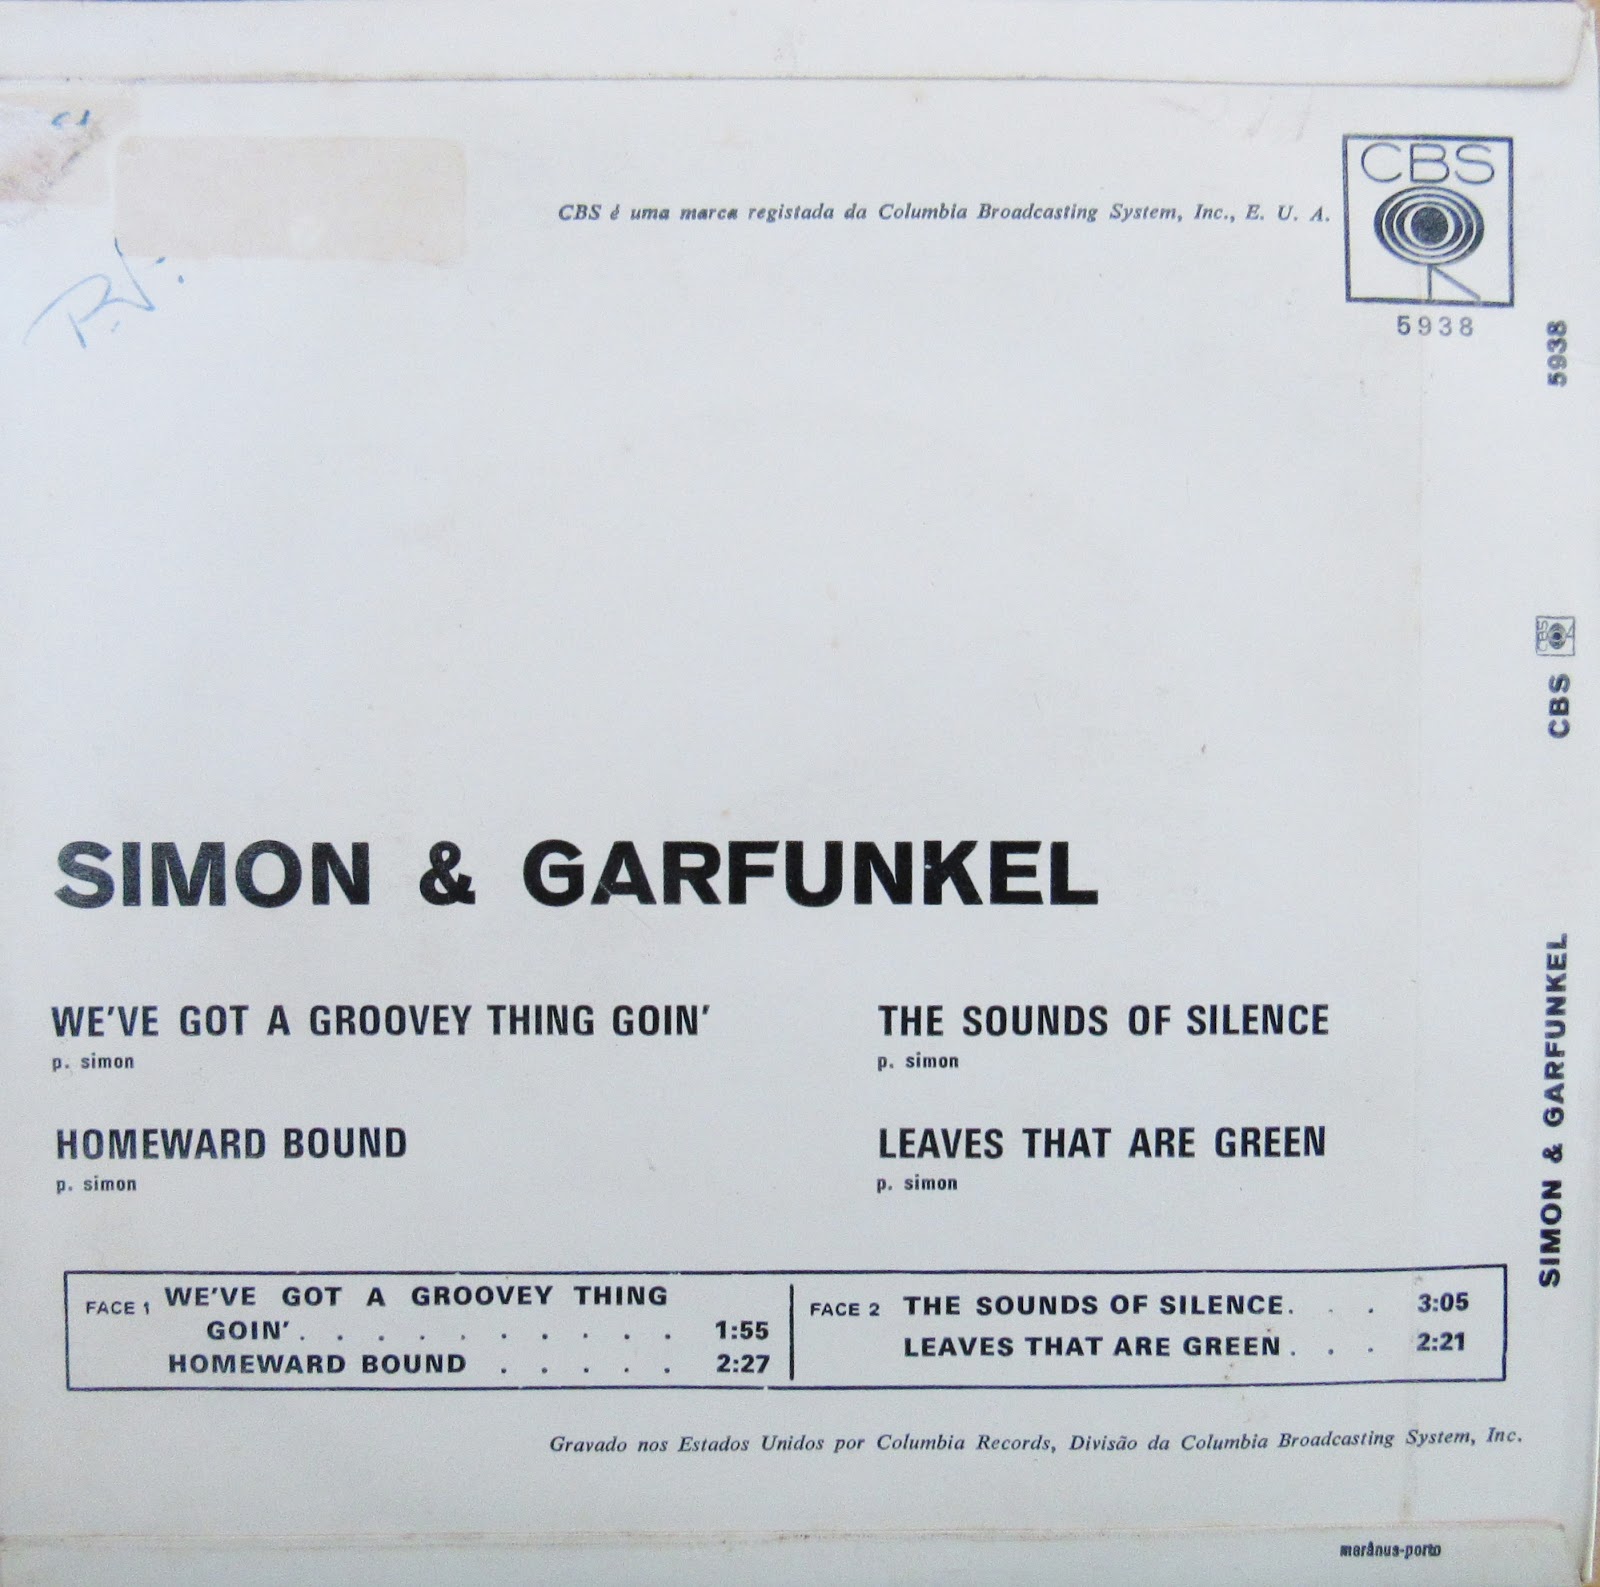 CBS é uma marca registada da Columbia Broadcasting System, Inc., E. U. A.
CBS
5938
5938
CBS
CBS
SIMON & GARFUNKEL
SIMON & GARFUNKEL
WE'VE GOT A GROOVEY THING GOIN'
p. simon
THE SOUNDS OF SILENCE
p. simon
HOMEWARD BOUND
p. simon
LEAVES THAT ARE GREEN
p. simon
FACE 1 WE'VE GOT A GROOVEY THING
GOIN'. . . . . . . . . . 1:55
HOMEWARD BOUND . . . . . 2:27
FACE 2 THE SOUNDS OF SILENCE. . . 3:05
LEAVES THAT ARE GREEN. . . 2:21
Gravado nos Estados Unidos por Columbia Records, Divisão da Columbia Broadcasting System, Inc.
marânus-porto